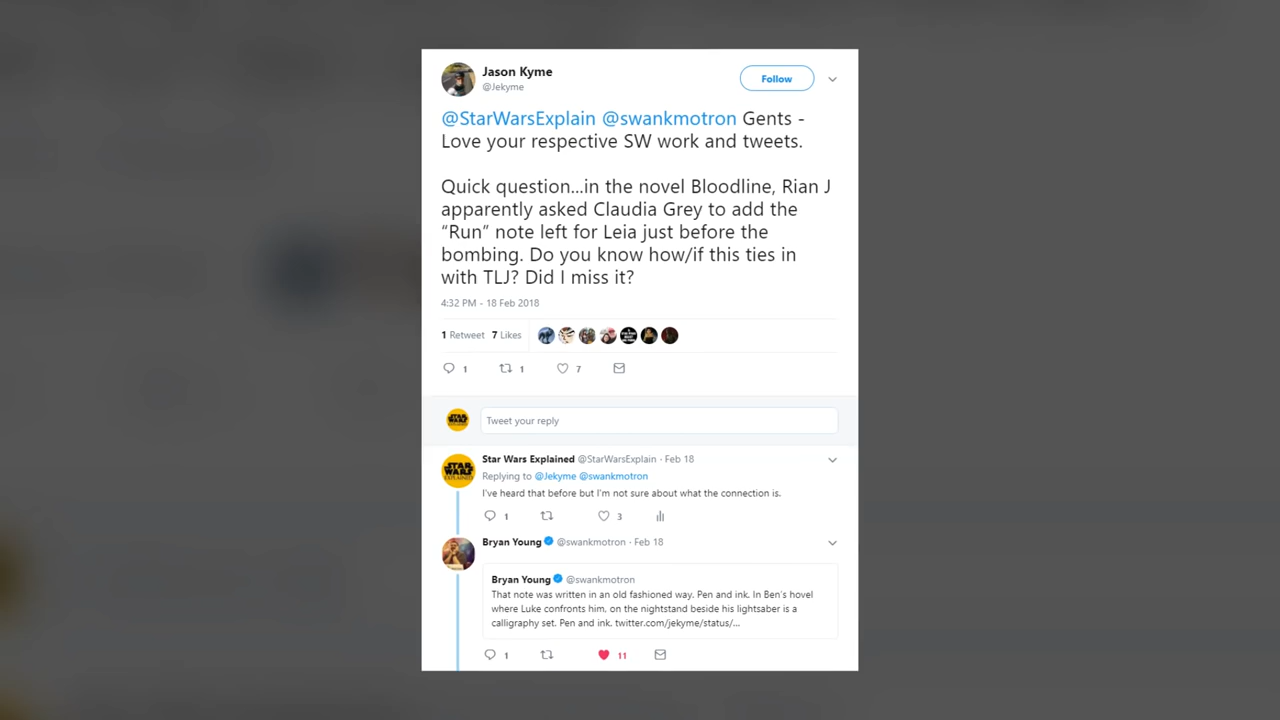 Jason Kyme
@Jekyme
Follow
@StarWarsExplain @swankmotron Gents -
Love your respective SW work and tweets.
Quick question...in the novel Bloodline, Rian J
apparently asked Claudia Grey to add the
“Run” note left for Leia just before the
bombing. Do you know how/if this ties in
with TLJ? Did I miss it?
4:32 PM - 18 Feb 2018
1 Retweet 7 Likes
1 1 7
STAR WARS
Tweet your reply
STAR WARS EXPLAINED
Star Wars Explained @StarWarsExplain · Feb 18
Replying to @Jekyme @swankmotron
I've heard that before but I'm not sure about what the connection is.
1 3
Bryan Young @swankmotron · Feb 18
Bryan Young @swankmotron
That note was written in an old fashioned way. Pen and ink. In Ben's hovel
where Luke confronts him, on the nightstand beside his lightsaber is a
calligraphy set. Pen and ink. twitter.com/jekyme/status/...
1 11